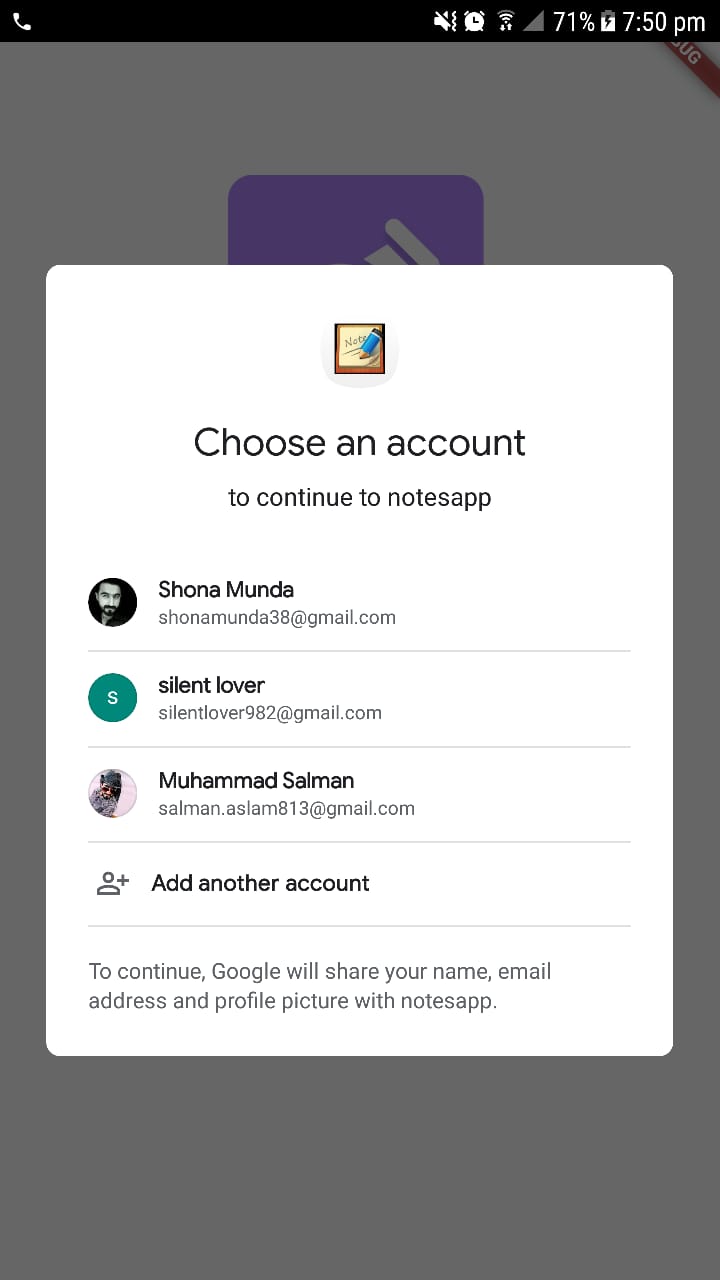 71% 7:50 pm
Choose an account
to continue to notesapp
Shona Munda
shonamunda38@gmail.com
S
silent lover
silentlover982@gmail.com
Muhammad Salman
salman.aslam813@gmail.com
Add another account
To continue, Google will share your name, email
address and profile picture with notesapp.